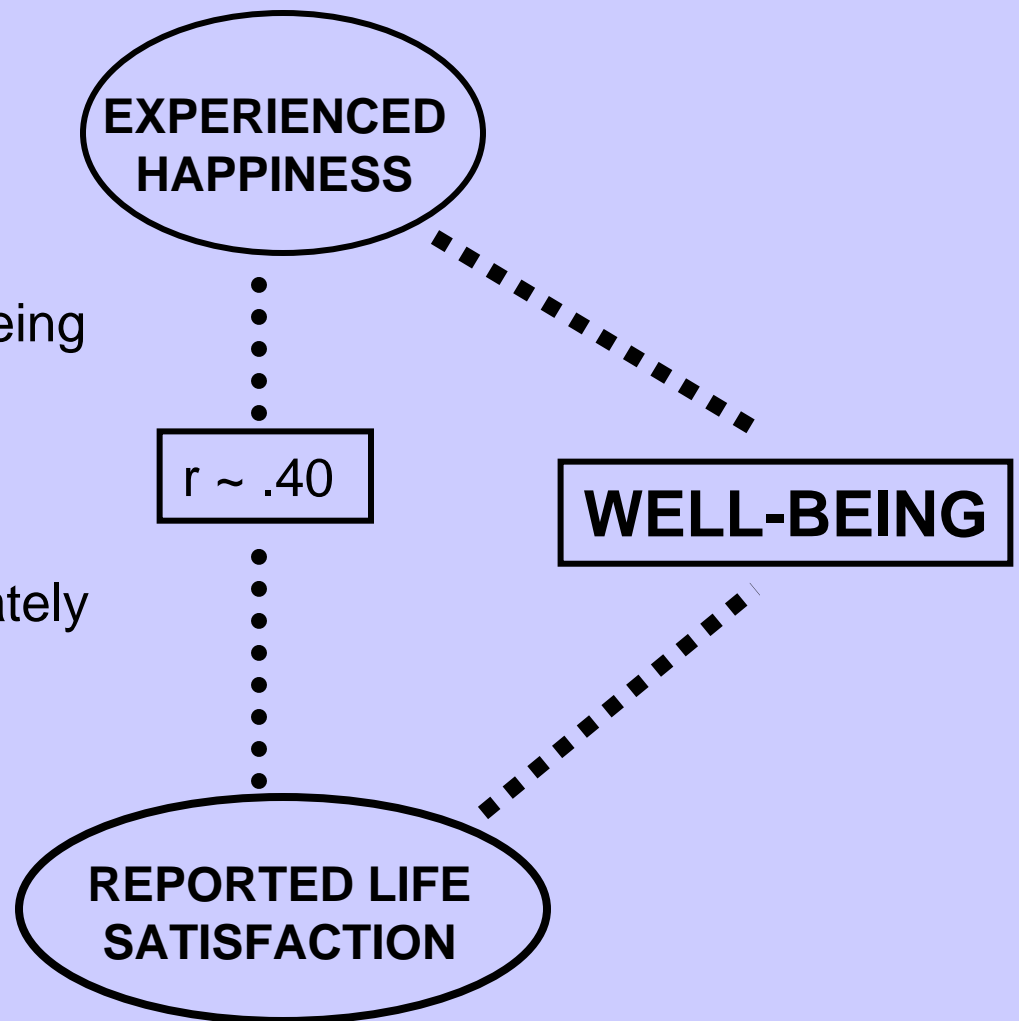 EXPERIENCED
HAPPINESS
eing
r ~ .40
WELL-BEING
ately
REPORTED LIFE
SATISFACTION